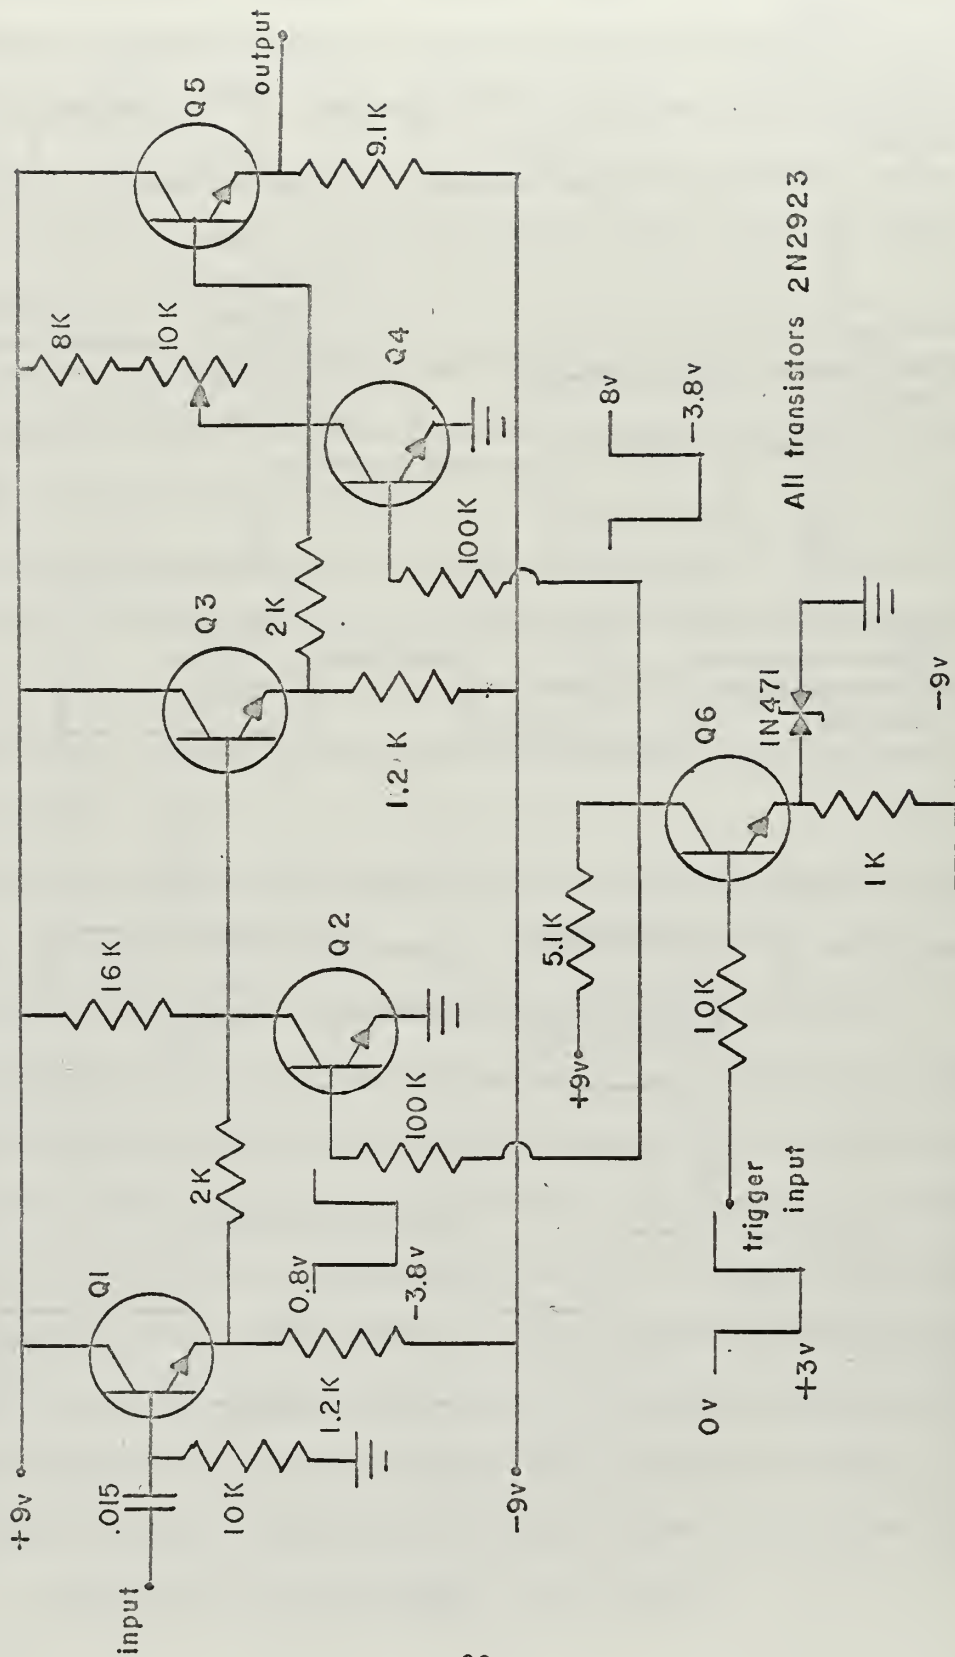 +9v
input
.015
10K
Q1
1.2K
2K
16K
Q2
100K
0.8v
-3.8v
Q3
1.2K
2K
8K
10K
Q4
100K
Q5
output
9.1K
-9v
8v
-3.8v
+9v
5.1K
trigger
input
0v
+3v
10K
Q6
1N471
1K
-9v
All transistors 2N2923